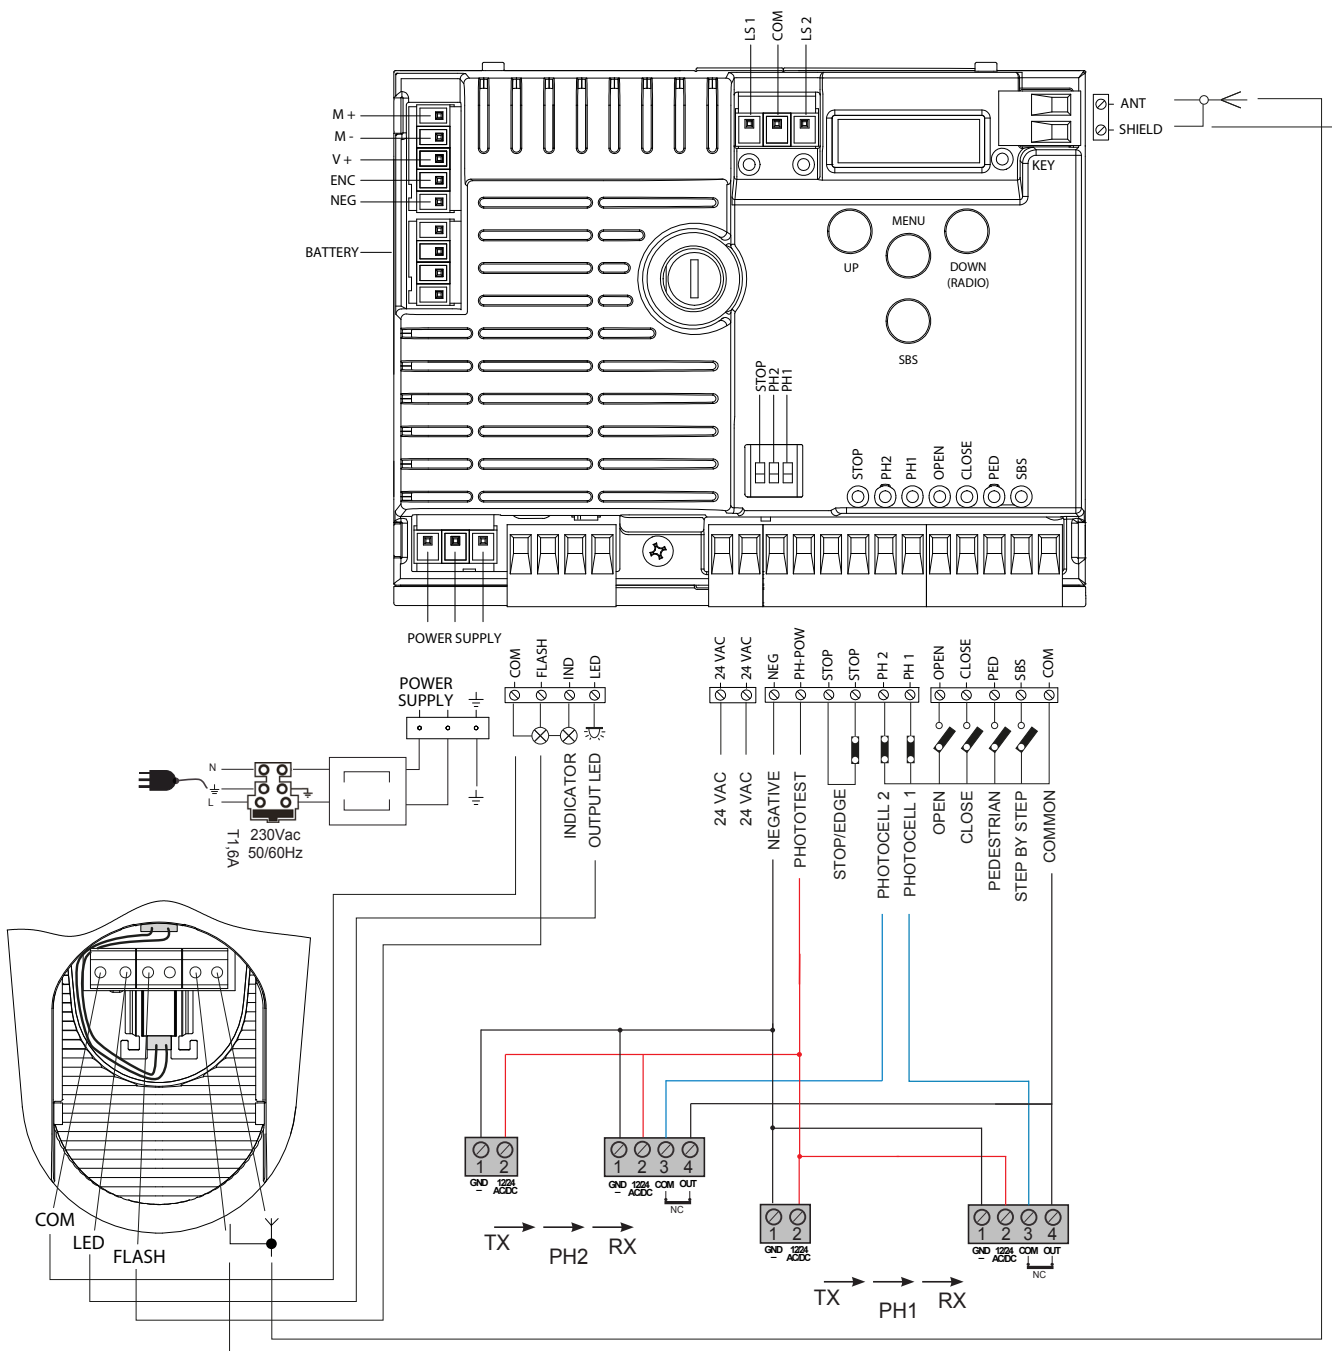 LS 1
COM
LS 2
M +
M -
V +
ENC
NEG
BATTERY
ANT
SHIELD
KEY
MENU
UP
DOWN
(RADIO)
SBS
STOP
PH2
PH1
STOP
PH2
PH1
OPEN
CLOSE
PED
SBS
POWER SUPPLY
COM
FLASH
IND
LED
24 VAC
24 VAC
NEG
PH-POW
STOP
STOP
PH 2
PH 1
OPEN
CLOSE
PED
SBS
COM
POWER
SUPPLY
N
L
T1,6A
230Vac
50/60Hz
INDICATOR
OUTPUT LED
24 VAC
24 VAC
NEGATIVE
PHOTOTEST
STOP/EDGE
PHOTOCELL 2
PHOTOCELL 1
OPEN
CLOSE
PEDESTRIAN
STEP BY STEP
COMMON
1 2
GND 12/24
– AC/DC
1 2 3 4
GND 12/24 COM OUT
– AC/DC
NC
TX PH2 RX
1 2
GND 12/24
– AC/DC
1 2 3 4
GND 12/24 COM OUT
– AC/DC
NC
TX PH1 RX
COM
LED
FLASH